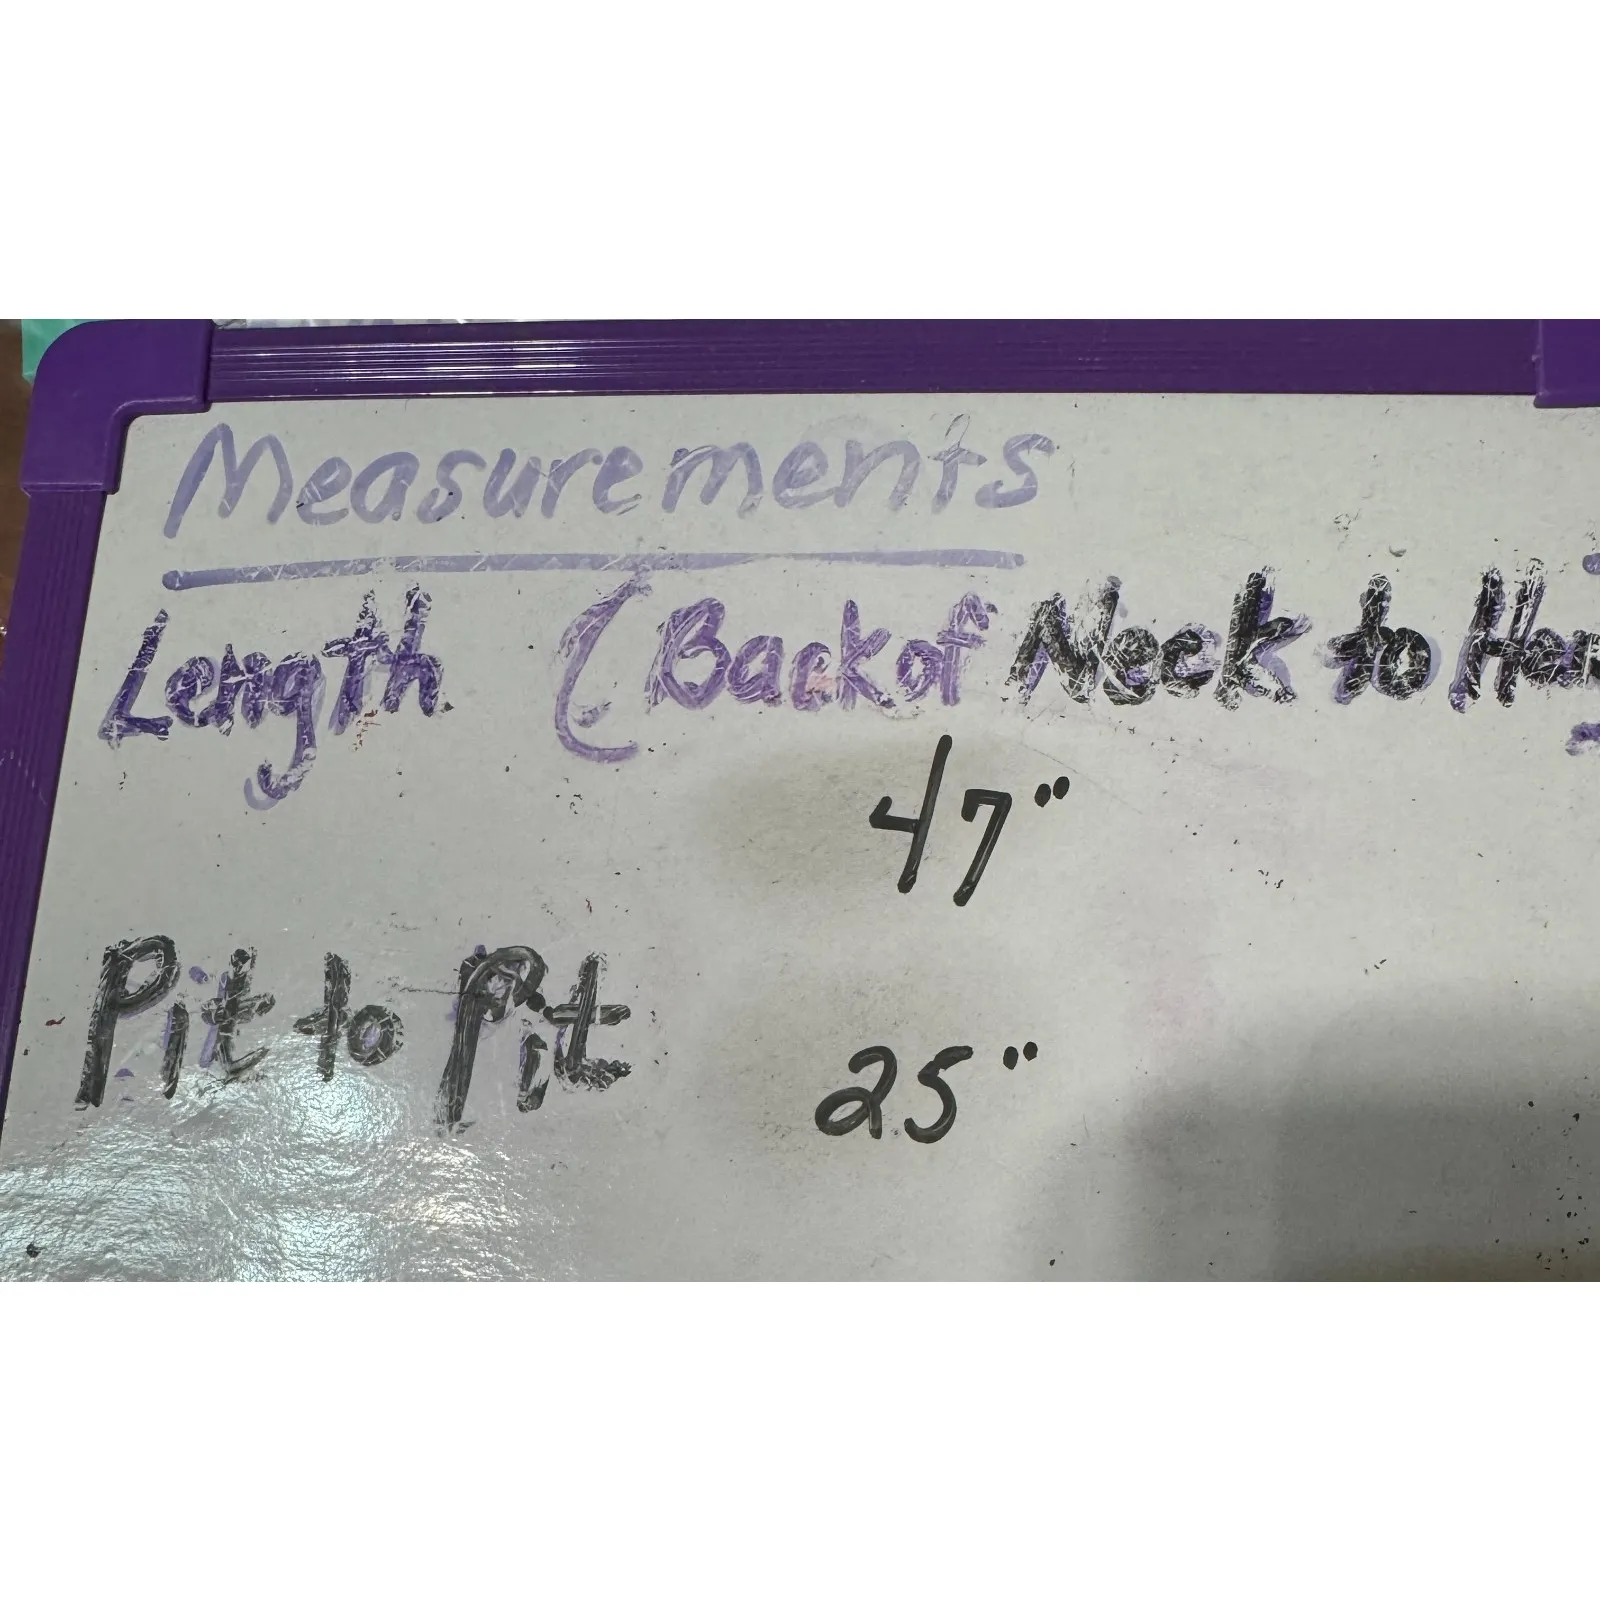 Measurements
Length (Back of Neck to
47"
Pit to Pit
25"